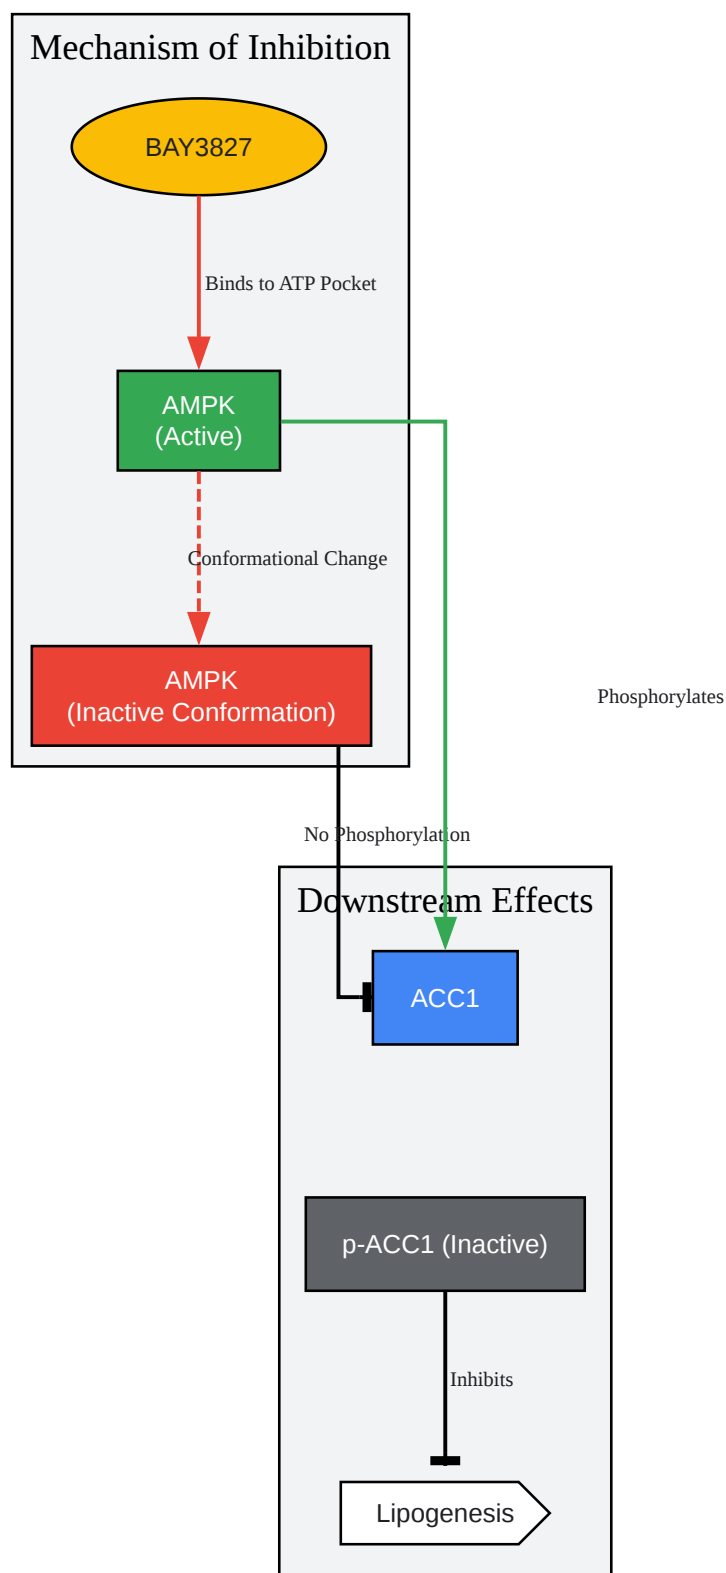 Mechanism of Inhibition
BAY3827
Binds to ATP Pocket
AMPK
(Active)
Conformational Change
AMPK
(Inactive Conformation)
Phosphorylates
No Phosphorylation
Downstream Effects
ACC1
p-ACC1 (Inactive)
Inhibits
Lipogenesis